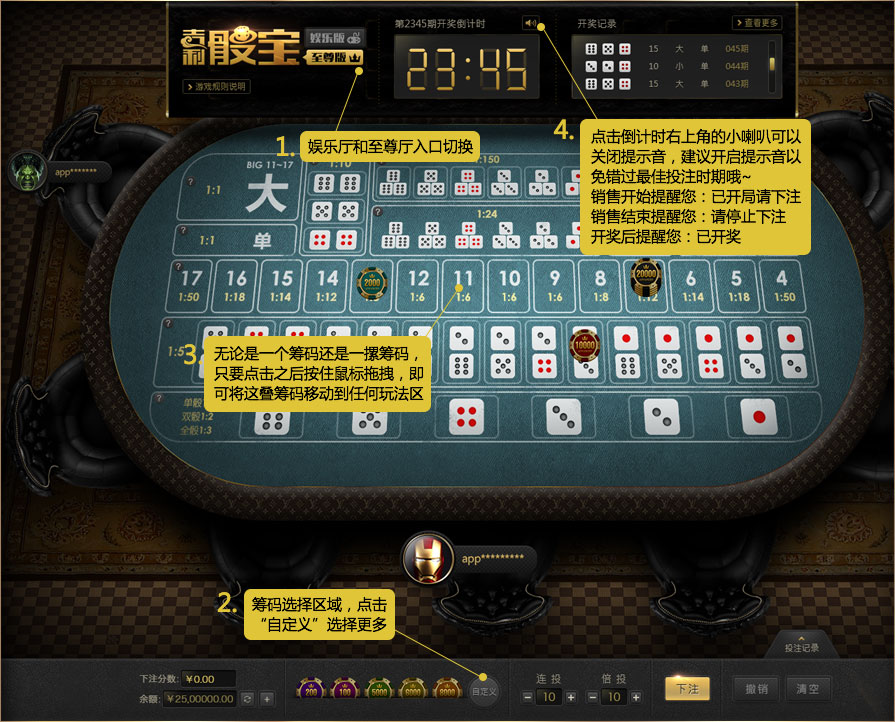 吉利骰宝
娱乐版
至尊版
游戏规则说明
第2345期开奖倒计时
23:45
开奖记录
查看更多
15 大 单 045期
10 小 单 044期
15 大 单 043期
1. 娱乐厅和至尊厅入口切换
4. 点击倒计时右上角的小喇叭可以
关闭提示音，建议开启提示音以
免错过最佳投注时期哦~
销售开始提醒您：已开局请下注
销售结束提醒您：请停止下注
开奖后提醒您：已开奖
app*******
? BIG 11~17
1:1 大
1:10
1:150
? 1:1 单
? 1:24
?
17 16 15 14 12 11 10 9 8 6 5 4
1:50 1:18 1:14 1:12 1:6 1:6 1:6 1:6 1:8 1:12 1:14 1:18 1:50
2000
20000
?
10000
3. 无论是一个筹码还是一摞筹码，
只要点击之后按住鼠标拖拽，即
可将这叠筹码移动到任何玩法区
?
单骰
双骰1:2
全骰1:3
app*********
2. 筹码选择区域，点击
“自定义”选择更多
投注记录
下注分数: ￥0.00
余额: ￥25,00000.00
200 100 5000 6000 8000
自定义
连投
- 10 +
倍投
- 10 +
下注
撤销
清空